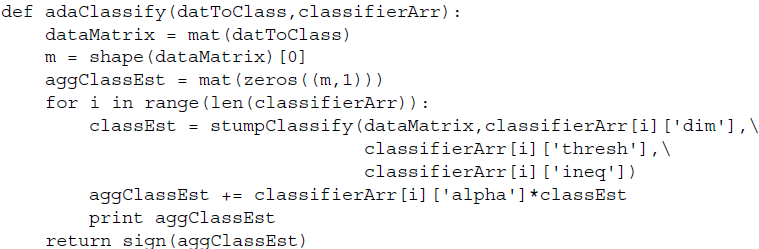 def adaClassify(datToClass,classifierArr):
    dataMatrix = mat(datToClass)
    m = shape(dataMatrix)[0]
    aggClassEst = mat(zeros((m,1)))
    for i in range(len(classifierArr)):
        classEst = stumpClassify(dataMatrix,classifierArr[i]['dim'],\
                                 classifierArr[i]['thresh'],\
                                 classifierArr[i]['ineq'])
        aggClassEst += classifierArr[i]['alpha']*classEst
        print aggClassEst
    return sign(aggClassEst)